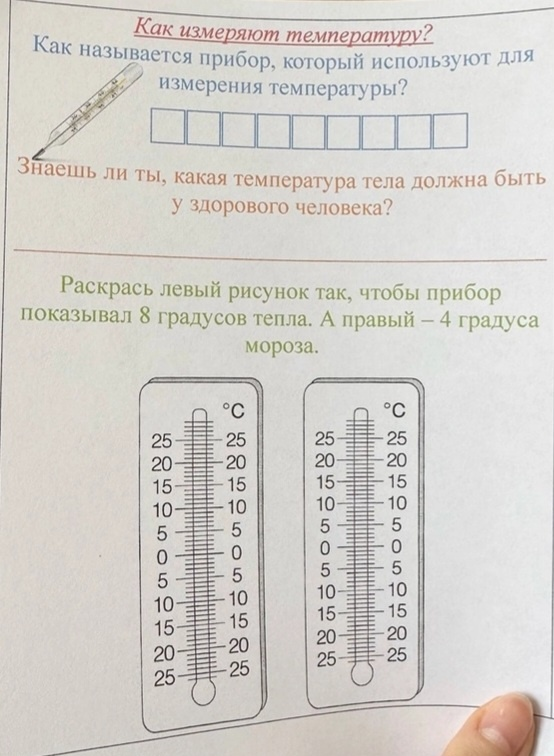 Как измеряют температуру?
Как называется прибор, который используют для
измерения температуры?
Знаешь ли ты, какая температура тела должна быть
у здорового человека?
Раскрась левый рисунок так, чтобы прибор
показывал 8 градусов тепла. А правый – 4 градуса
мороза.
°C °C
25 25 25 25
20 20 20 20
15 15 15 15
10 10 10 10
5 5 5 5
0 0 0 0
5 5 5 5
10 10 10 10
15 15 15 15
20 20 20 20
25 25 25 25